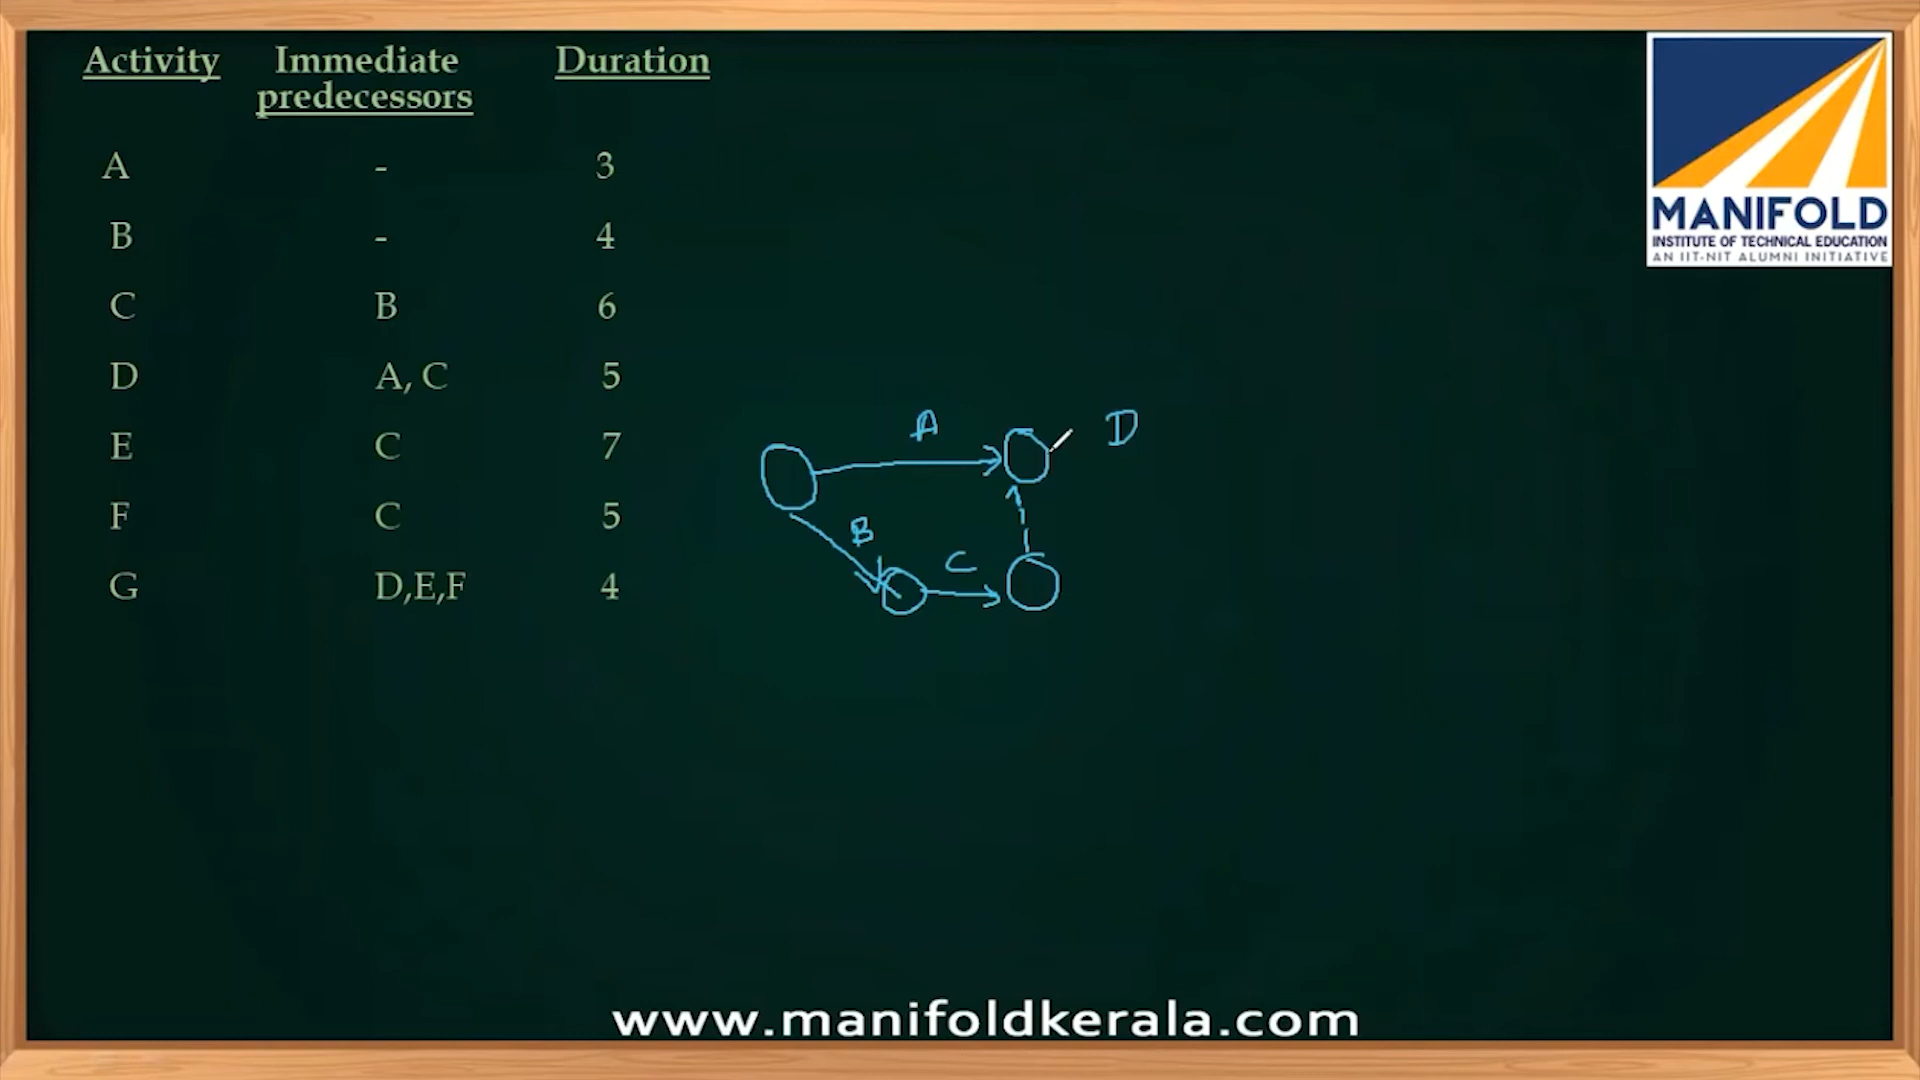 Activity Immediate predecessors Duration
A - 3
B - 4
C B 6
D A, C 5
E C 7
F C 5
G D,E,F 4
A D
B C
MANIFOLD
INSTITUTE OF TECHNICAL EDUCATION
AN IIT-NIT ALUMNI INITIATIVE
www.manifoldkerala.com